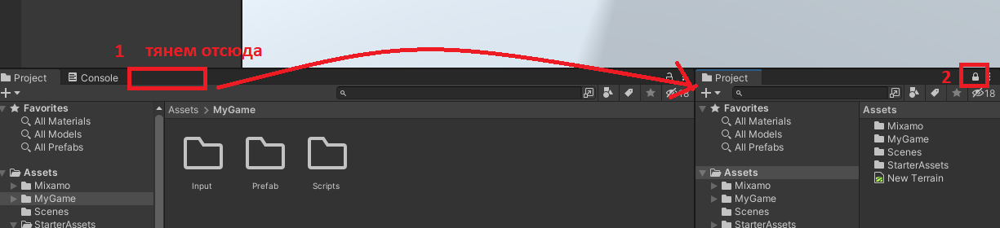 1 тянем отсюда
2
Project
Console
18
Favorites
All Materials
All Models
All Prefabs
Assets
Mixamo
MyGame
Scenes
StarterAssets
Assets > MyGame
Input
Prefab
Scripts
Project
18
Favorites
All Materials
All Models
All Prefabs
Assets
Mixamo
MyGame
Scenes
StarterAssets
Assets
Mixamo
MyGame
Scenes
StarterAssets
New Terrain